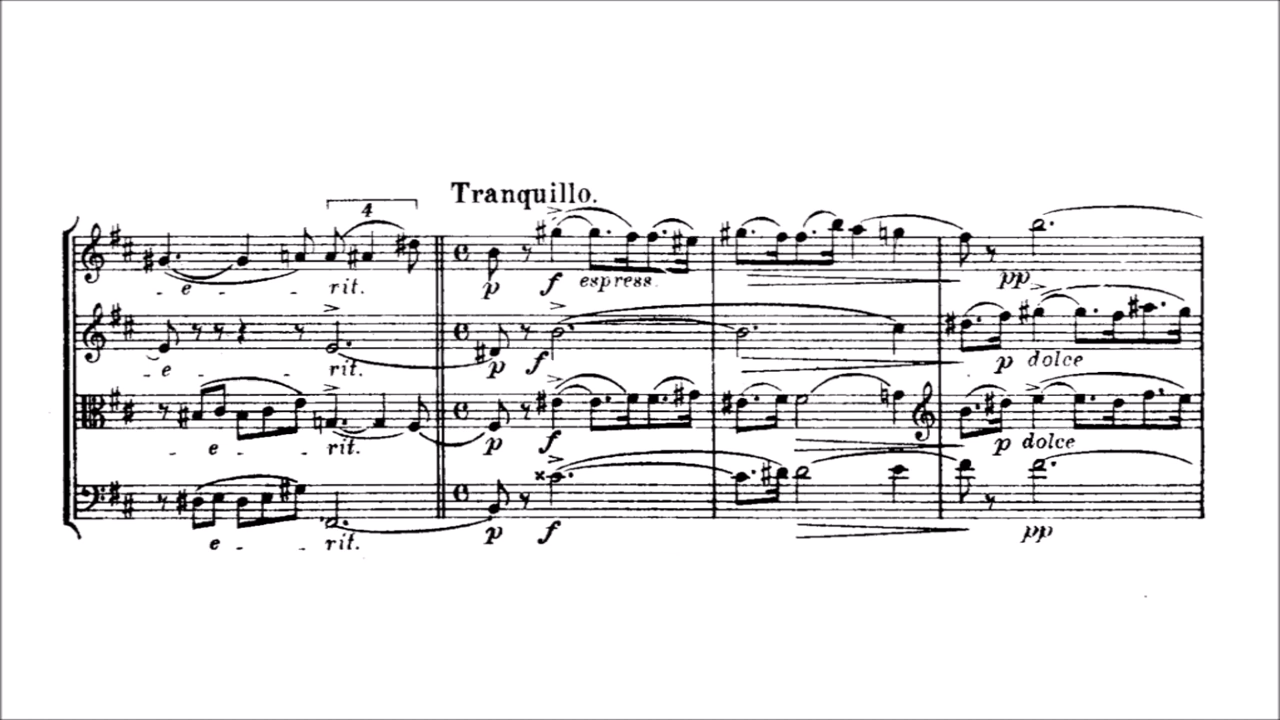 Tranquillo.
4
- e - - rit. p f espress.
- e - - rit. p f p dolce pp
- e - - rit. p f p dolce
e - - rit. p f pp